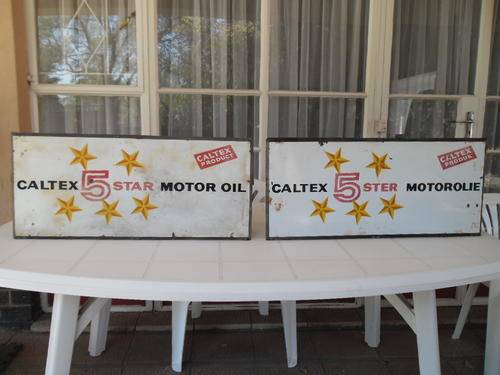 CALTEX PRODUCT
CALTEX 5 STAR MOTOR OIL
CALTEX PRODUK
CALTEX 5 STER MOTOROLIE